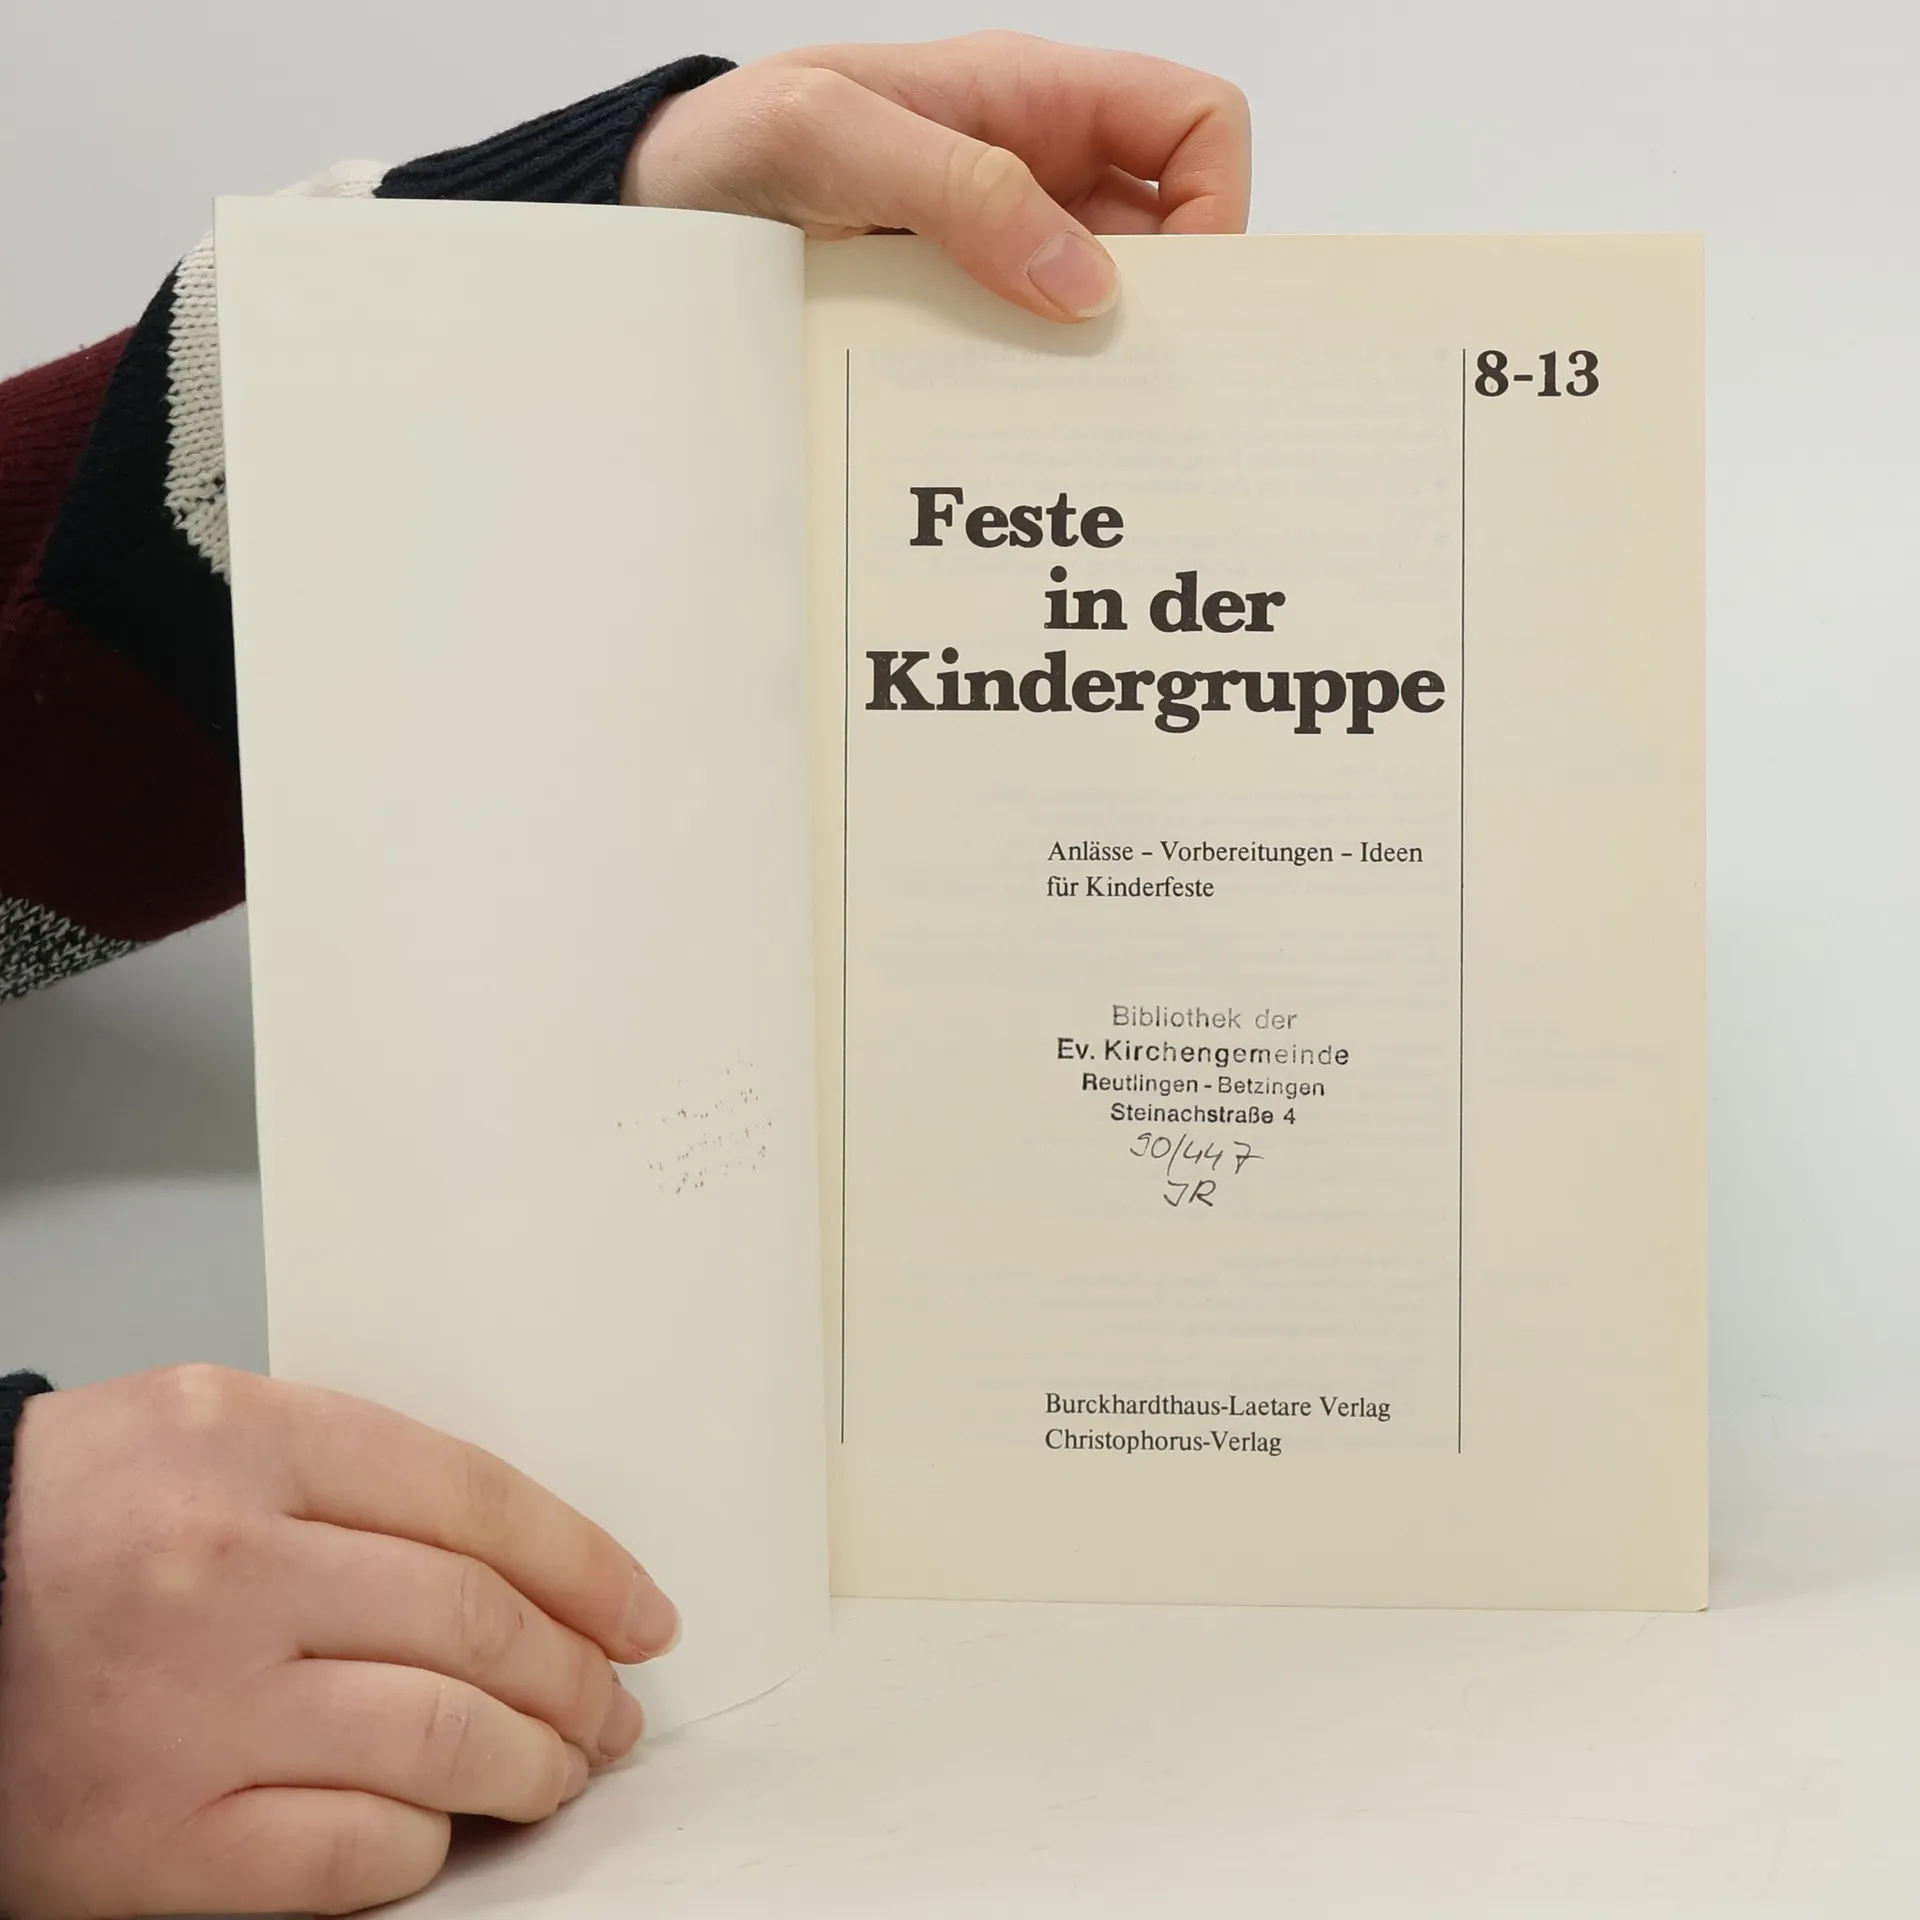 8-13
Feste
in der
Kindergruppe
Anlässe – Vorbereitungen – Ideen
für Kinderfeste
Bibliothek der
Ev. Kirchengemeinde
Reutlingen - Betzingen
Steinachstraße 4
90/447
JR
Burckhardthaus-Laetare Verlag
Christophorus-Verlag